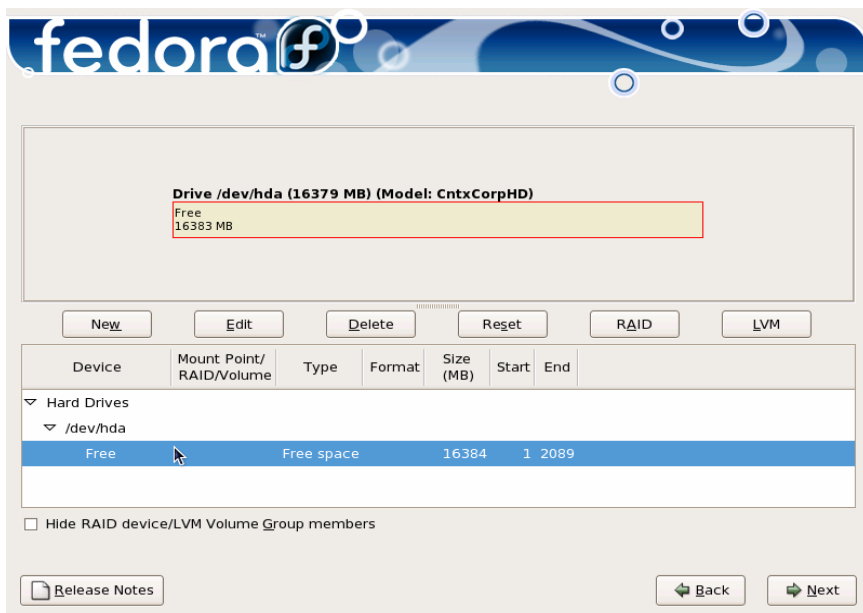 fedora™
Drive /dev/hda (16379 MB) (Model: CntxCorpHD)
Free
16383 MB
New Edit Delete Reset RAID LVM
Device Mount Point/ RAID/Volume Type Format Size (MB) Start End
Hard Drives
/dev/hda
Free Free space 16384 1 2089
Hide RAID device/LVM Volume Group members
Release Notes Back Next